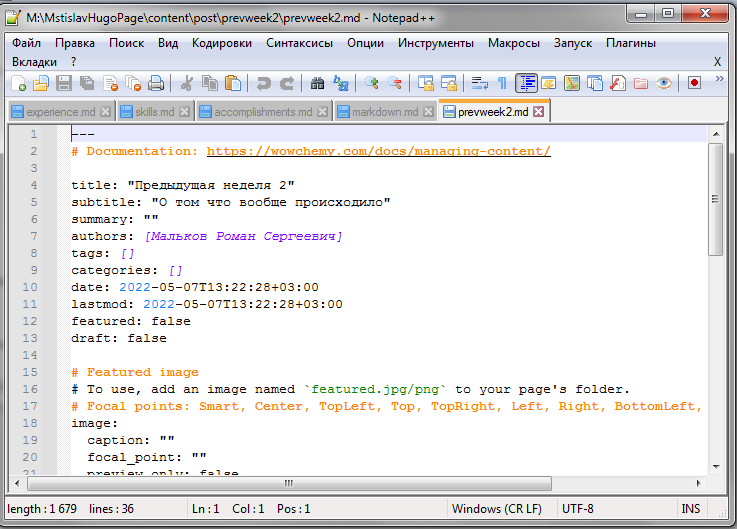 M:\MstislavHugoPage\content\post\prevweek2\prevweek2.md - Notepad++
Файл Правка Поиск Вид Кодировки Синтаксисы Опции Инструменты Макросы Запуск Плагины
Вкладки ? X
experience.md skills.md accomplishments.md markdown.md prevweek2.md
1 ---
2 # Documentation: https://wowchemy.com/docs/managing-content/
3
4 title: "Предыдущая неделя 2"
5 subtitle: "О том что вообще происходило"
6 summary: ""
7 authors: [Мальков Роман Сергеевич]
8 tags: []
9 categories: []
10 date: 2022-05-07T13:22:28+03:00
11 lastmod: 2022-05-07T13:22:28+03:00
12 featured: false
13 draft: false
14
15 # Featured image
16 # To use, add an image named `featured.jpg/png` to your page's folder.
17 # Focal points: Smart, Center, TopLeft, Top, TopRight, Left, Right, BottomLeft,
18 image:
19 caption: ""
20 focal_point: ""
21 preview_only: false
length : 1 679 lines : 36 Ln : 1 Col : 1 Pos : 1 Windows (CR LF) UTF-8 INS